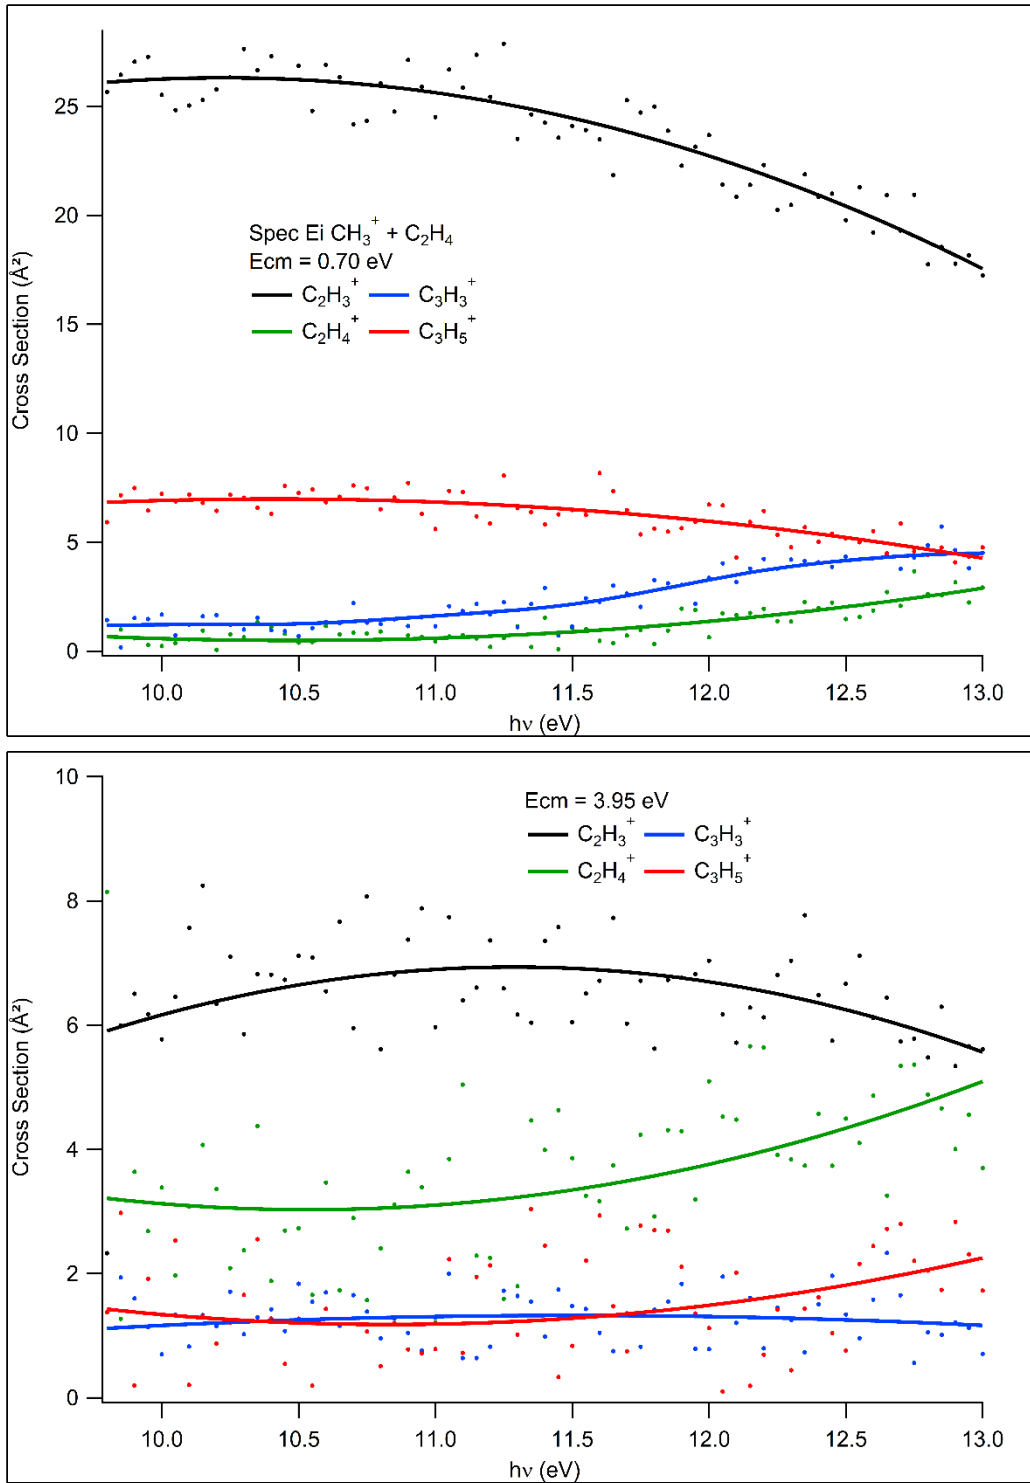 25
20
15
10
5
0
Cross Section (Å²)
Spec Ei CH₃⁺ + C₂H₄
Ecm = 0.70 eV
C₂H₃⁺ C₃H₃⁺
C₂H₄⁺ C₃H₅⁺
10.0 10.5 11.0 11.5 12.0 12.5 13.0
hν (eV)
10
8
6
4
2
0
Cross Section (Å²)
Ecm = 3.95 eV
C₂H₃⁺ C₃H₃⁺
C₂H₄⁺ C₃H₅⁺
10.0 10.5 11.0 11.5 12.0 12.5 13.0
hν (eV)